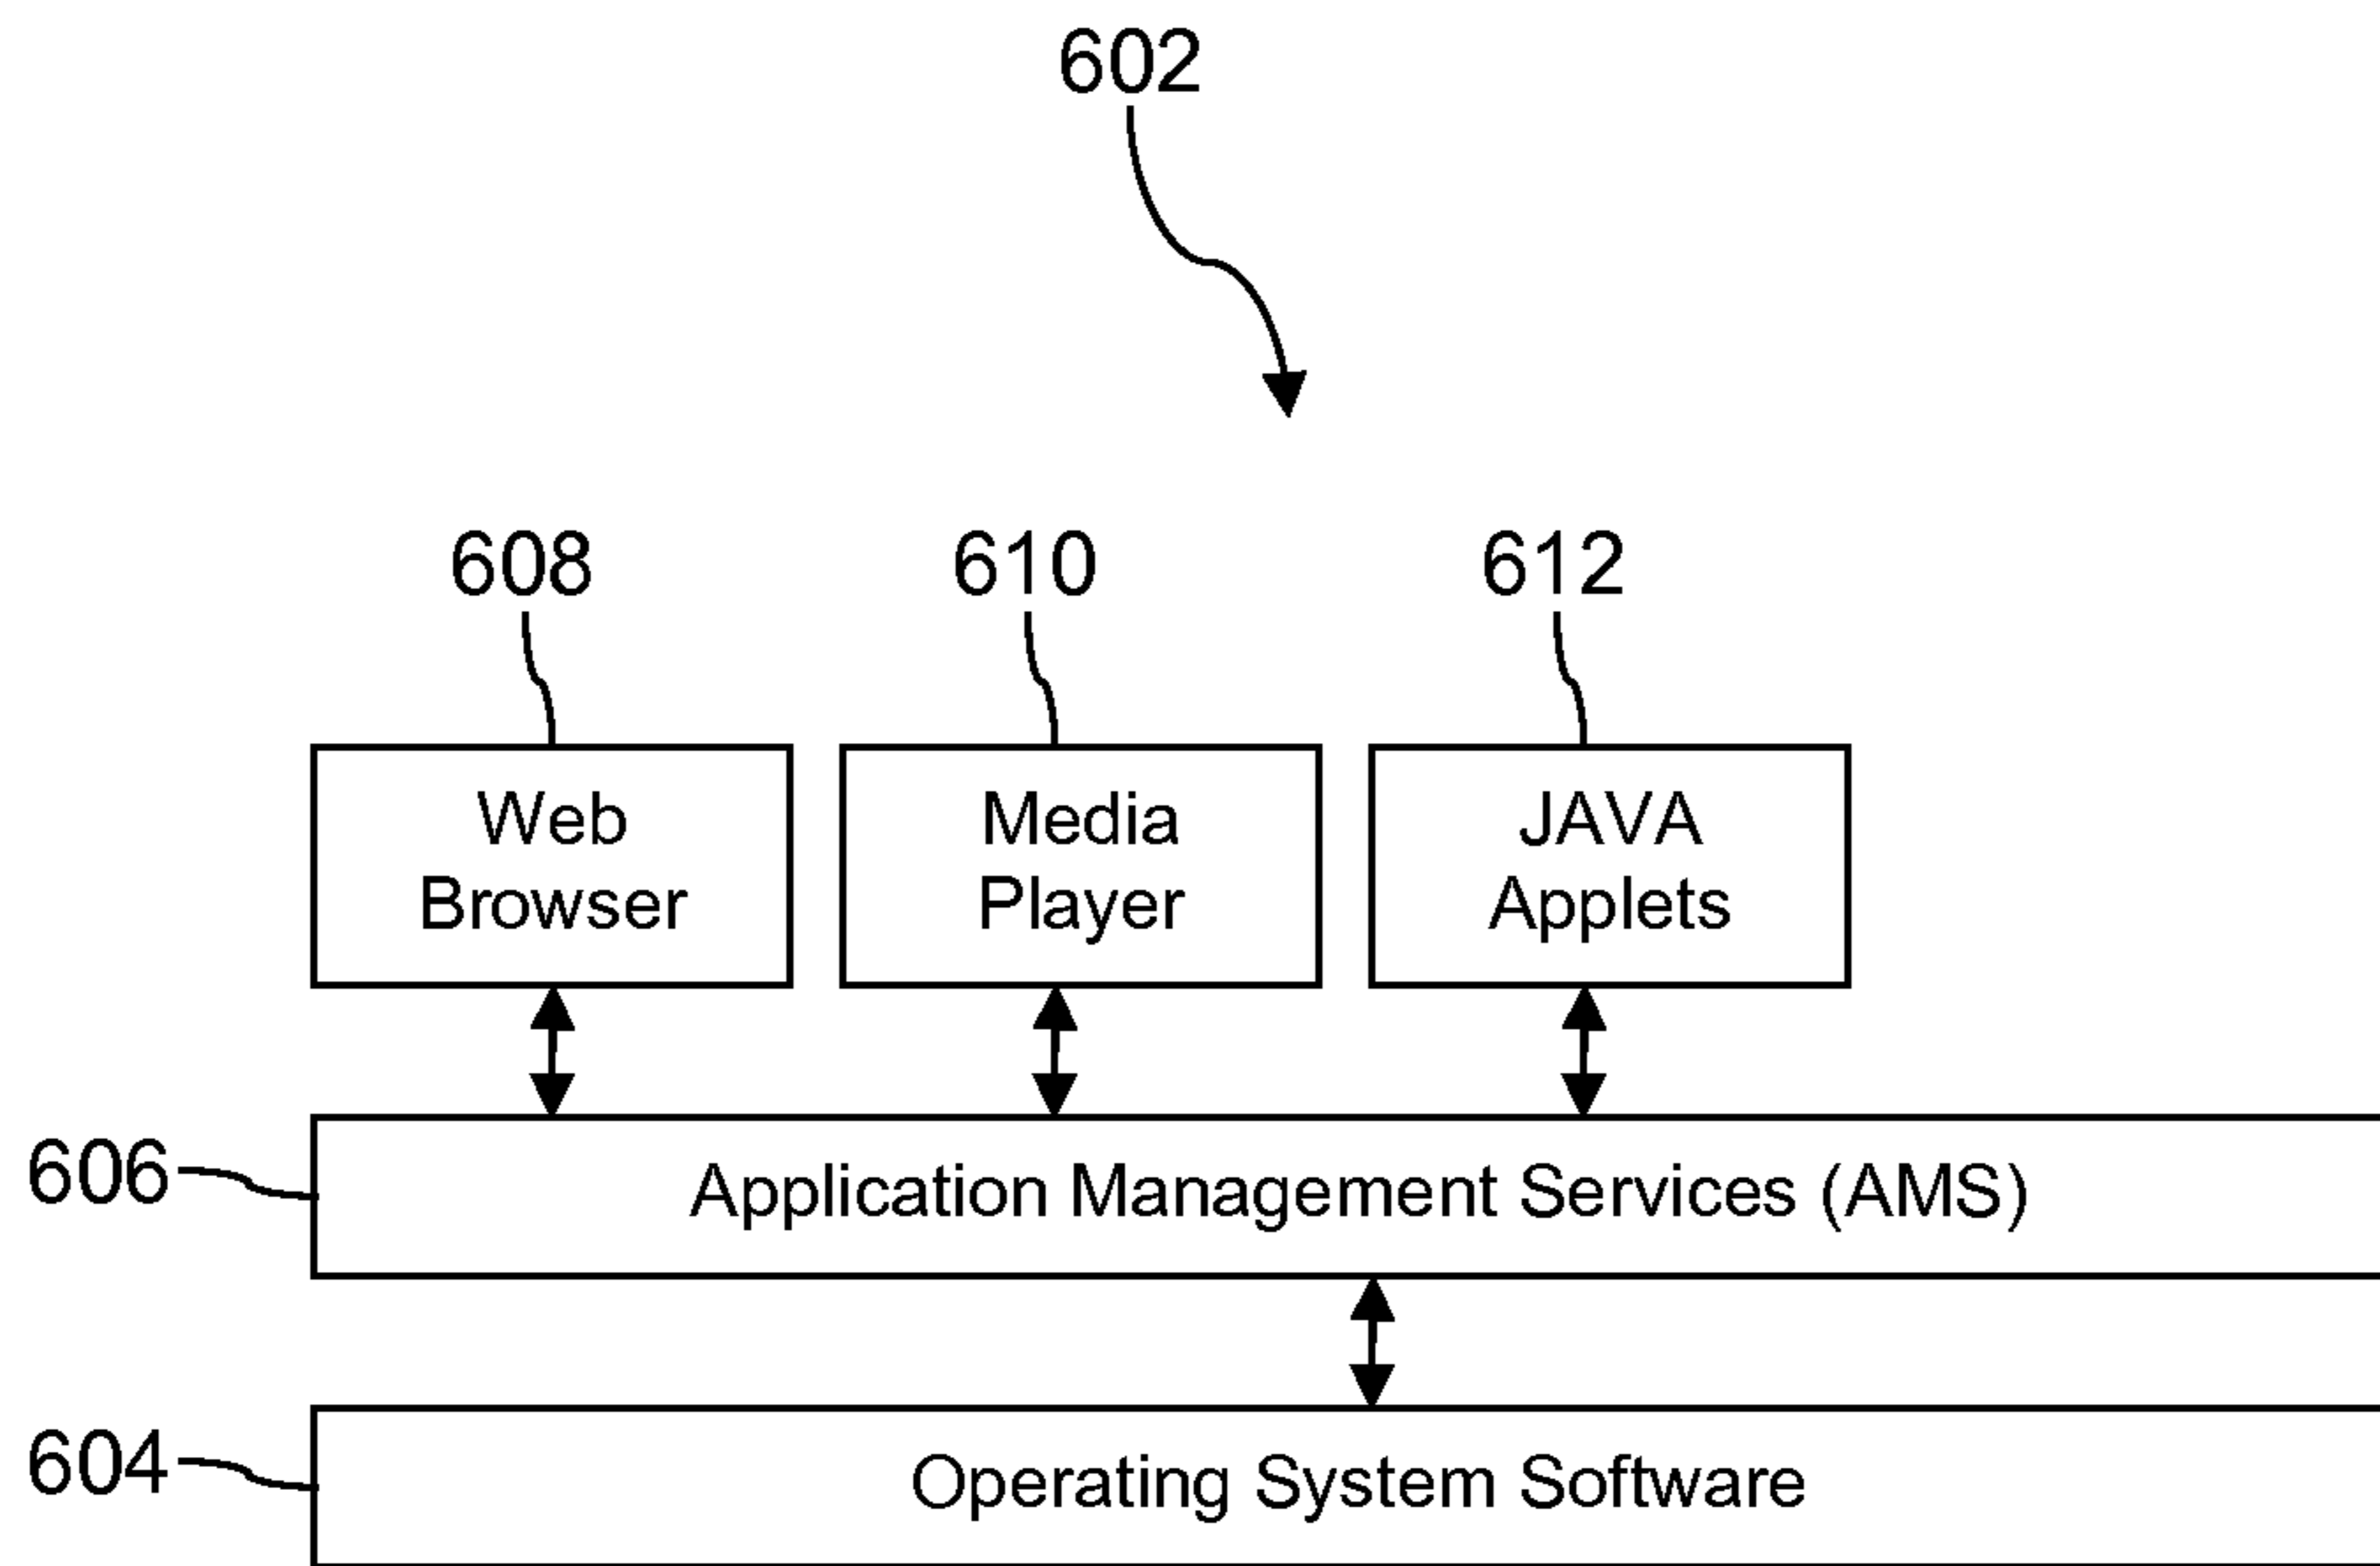 602
608
610
612
Web
Browser
Media
Player
JAVA
Applets
606
Application Management Services (AMS)
604
Operating System Software